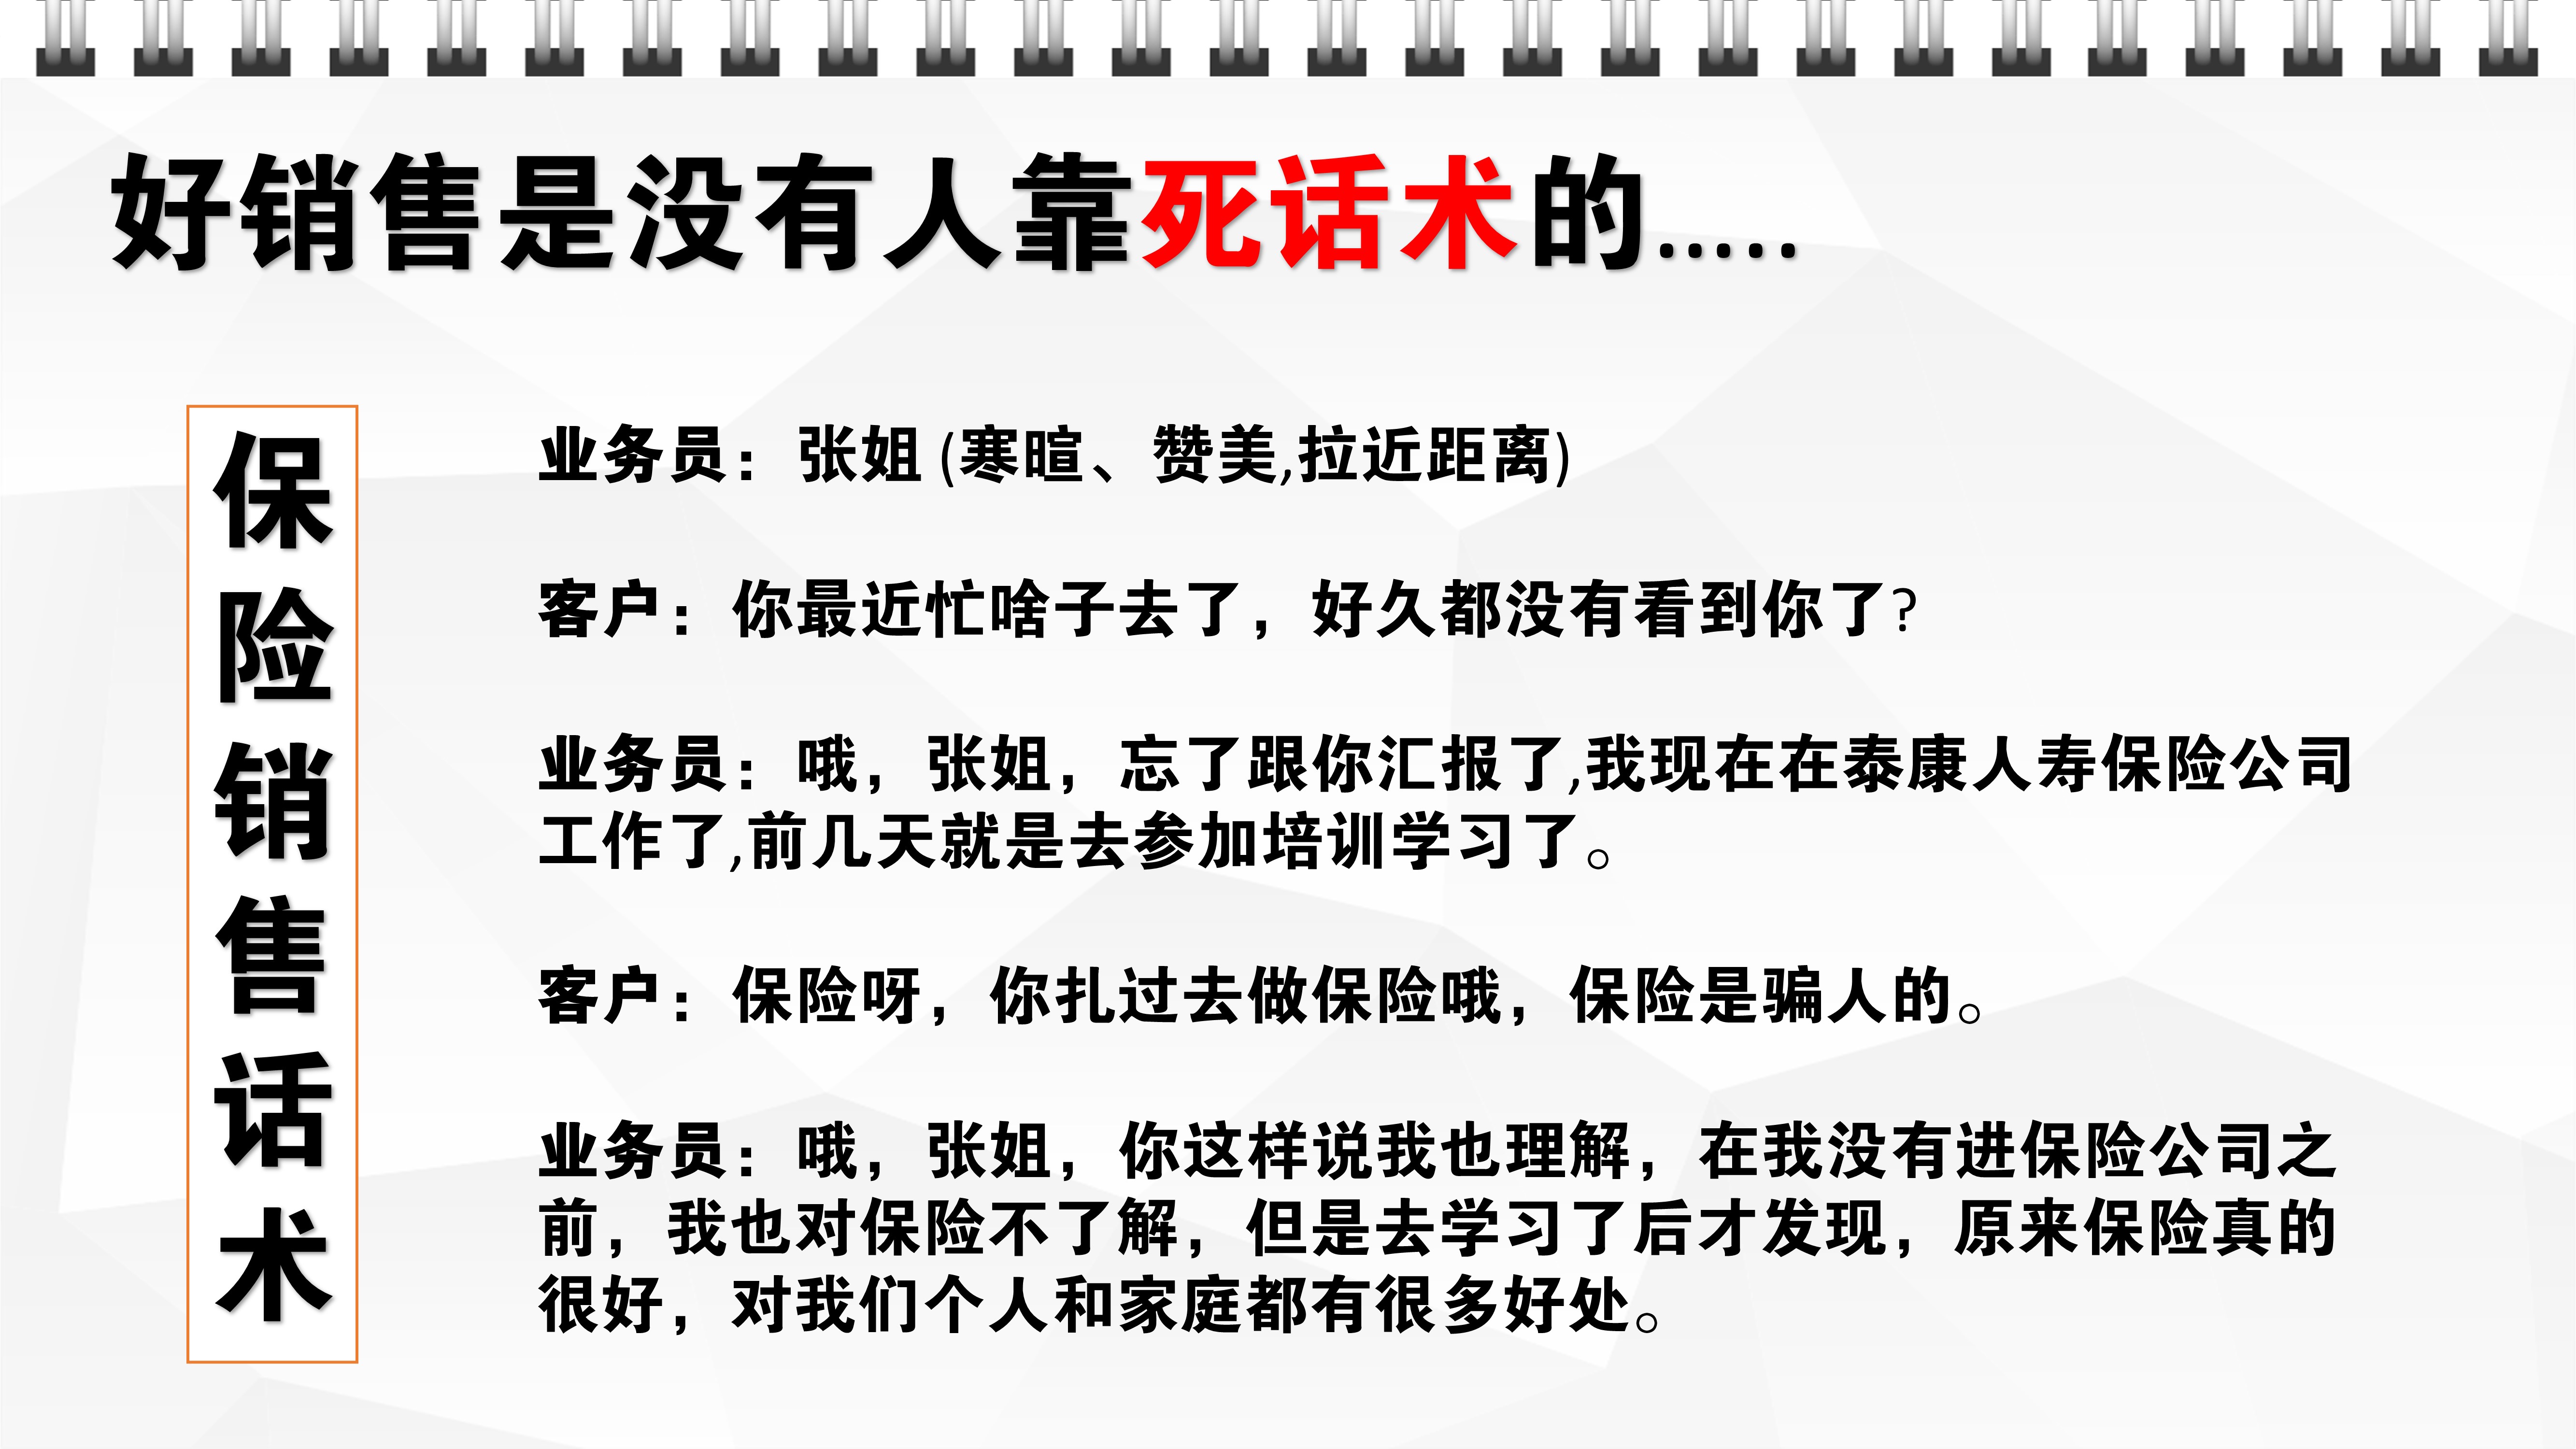 好销售是没有人靠死话术的.....
保险销售话术
业务员：张姐 (寒暄、赞美,拉近距离)
客户：你最近忙啥子去了，好久都没有看到你了?
业务员：哦，张姐，忘了跟你汇报了,我现在在泰康人寿保险公司
工作了,前几天就是去参加培训学习了。
客户：保险呀，你扎过去做保险哦，保险是骗人的。
业务员：哦，张姐，你这样说我也理解，在我没有进保险公司之
前，我也对保险不了解，但是去学习了后才发现，原来保险真的
很好，对我们个人和家庭都有很多好处。